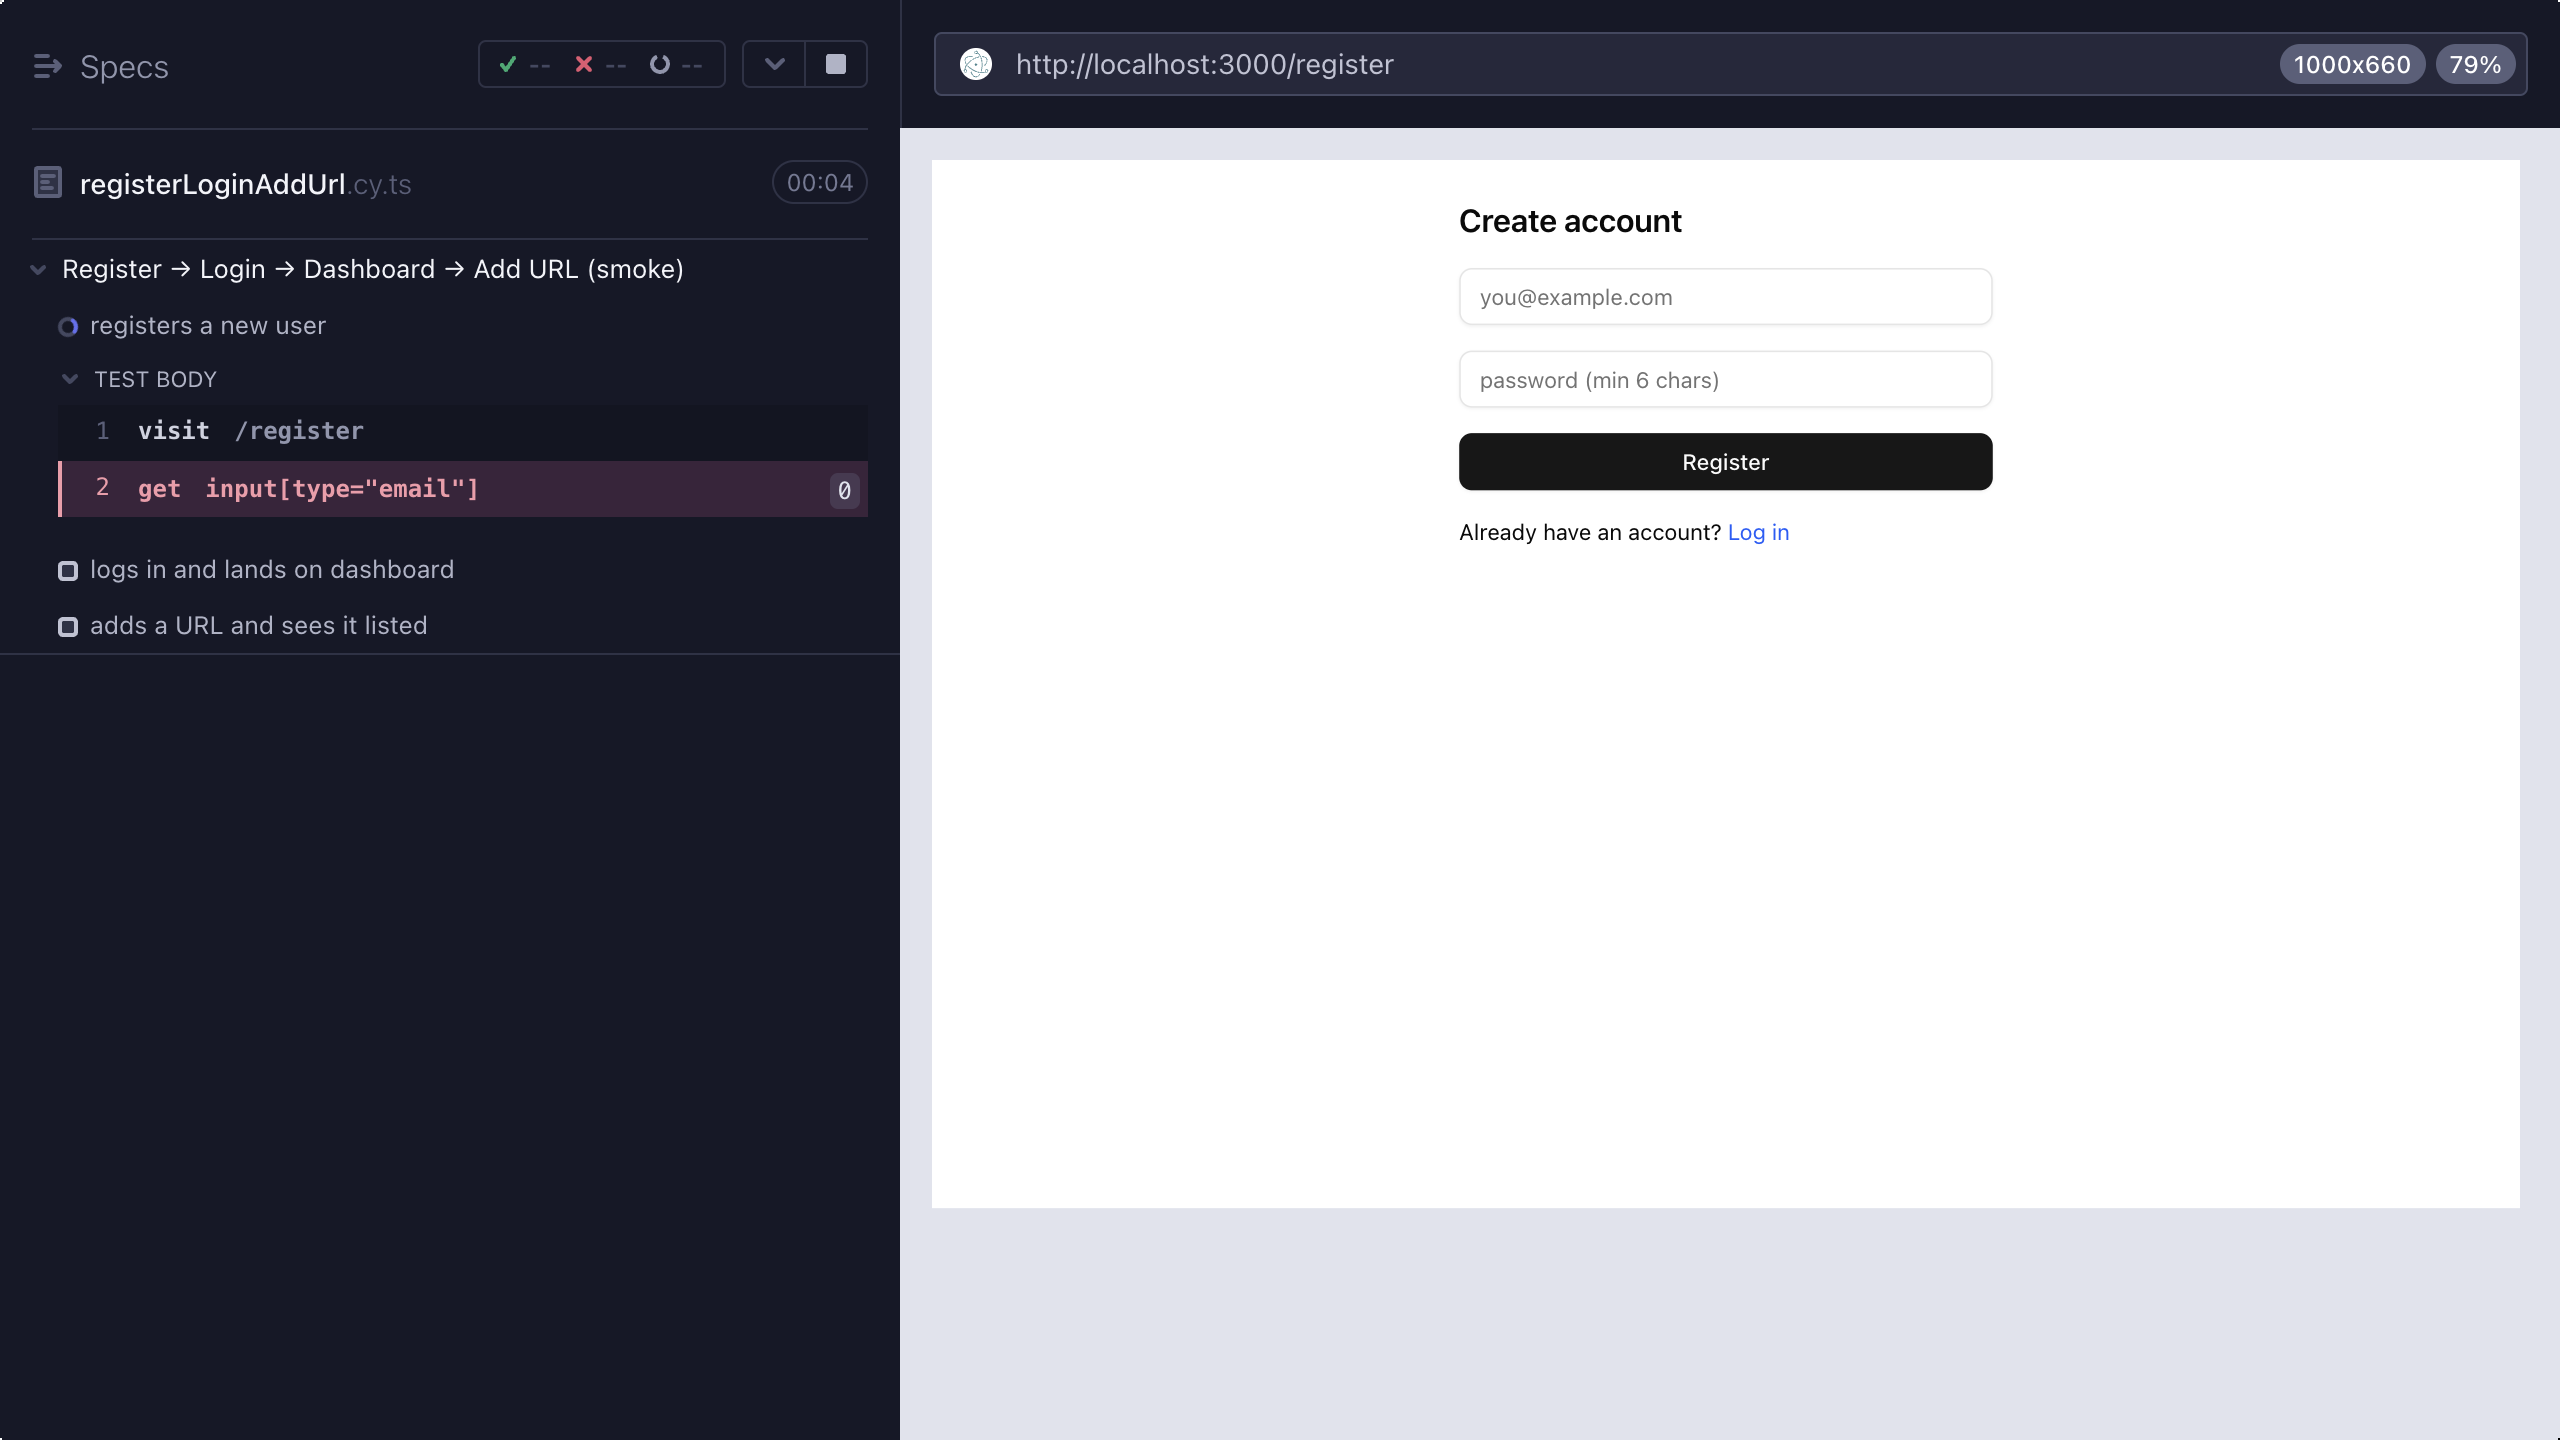 Specs
-- -- --
registerLoginAddUrl.cy.ts
00:04
Register → Login → Dashboard → Add URL (smoke)
registers a new user
TEST BODY
1 visit /register
2 get input[type="email"] 0
logs in and lands on dashboard
adds a URL and sees it listed
http://localhost:3000/register
1000x660
79%
Create account
you@example.com
password (min 6 chars)
Register
Already have an account? Log in